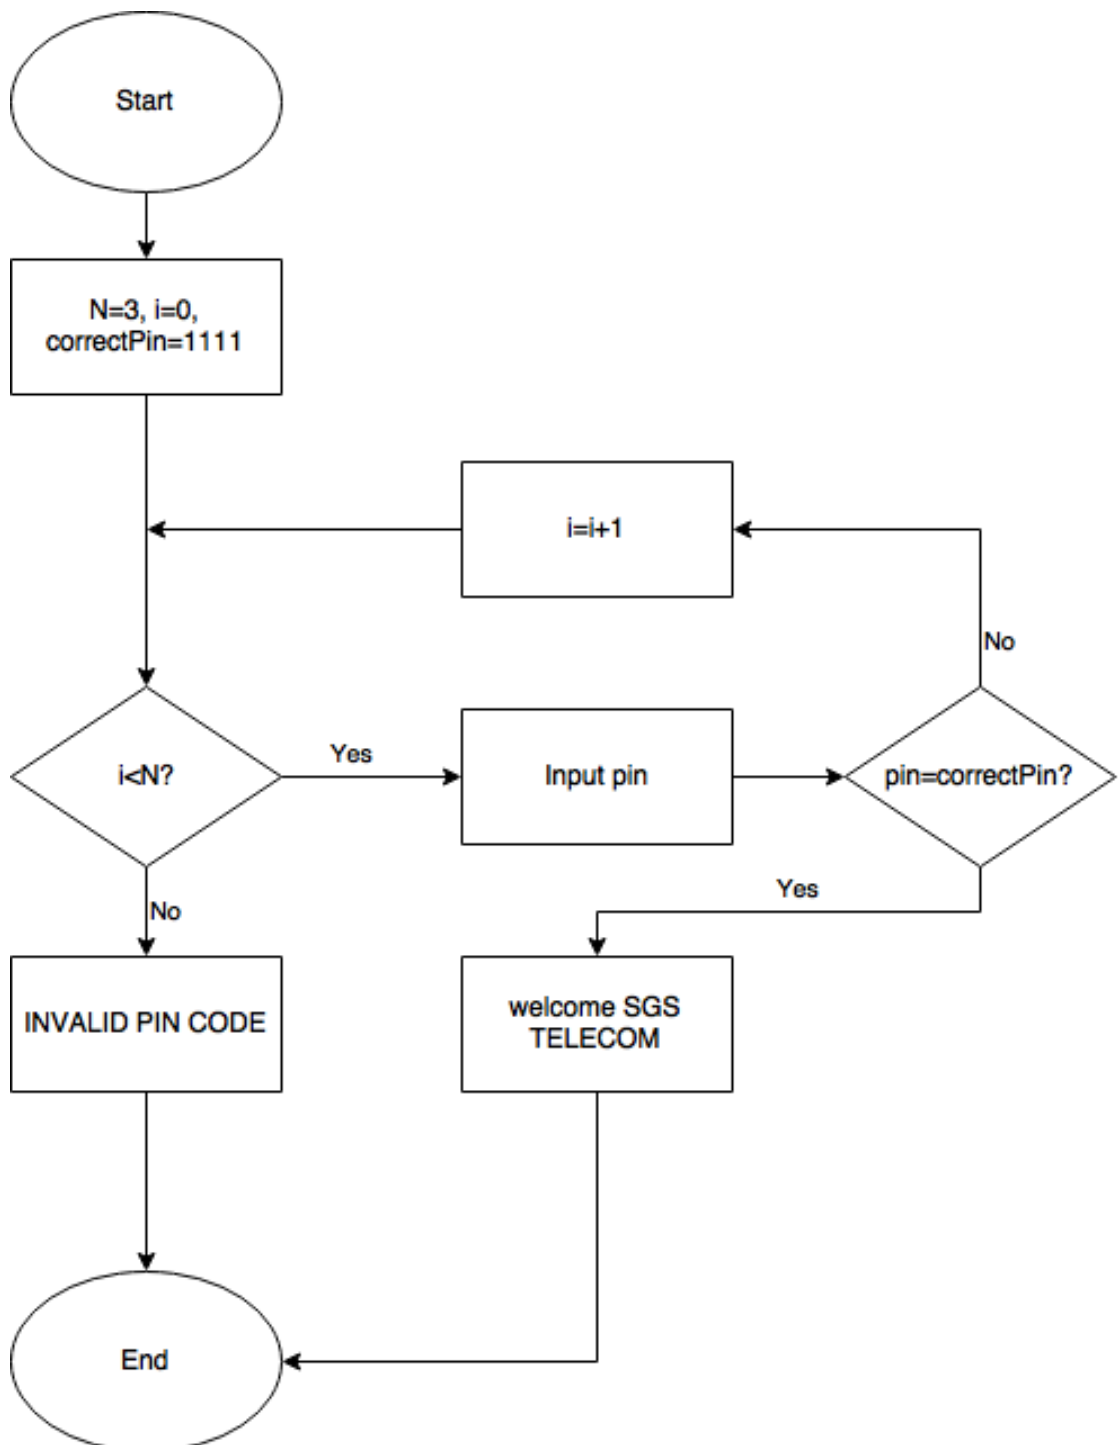 Start
N=3, i=0,
correctPin=1111
i=i+1
No
i<N?
Yes
Input pin
pin=correctPin?
Yes
No
INVALID PIN CODE
welcome SGS
TELECOM
End